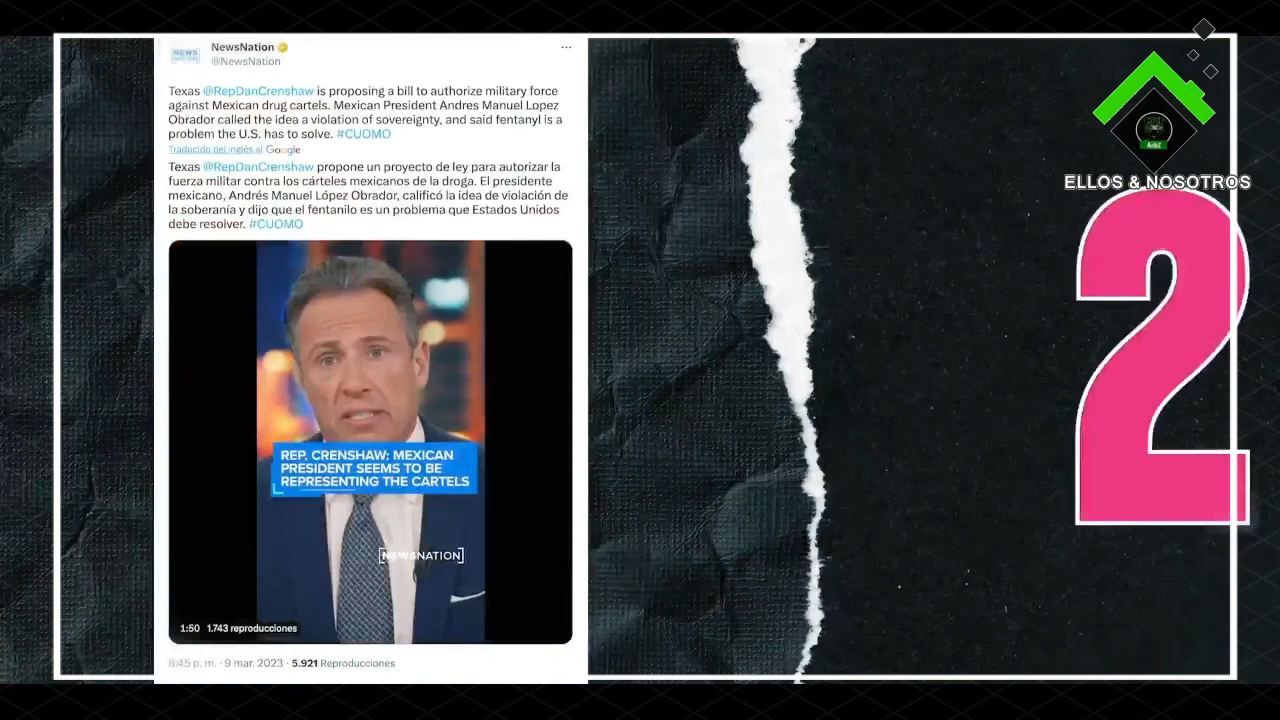 NewsNation
@NewsNation
Texas @RepDanCrenshaw is proposing a bill to authorize military force
against Mexican drug cartels. Mexican President Andres Manuel Lopez
Obrador called the idea a violation of sovereignty, and said fentanyl is a
problem the U.S. has to solve. #CUOMO
Traducido del inglés al Google
Texas @RepDanCrenshaw propone un proyecto de ley para autorizar la
fuerza militar contra los cárteles mexicanos de la droga. El presidente
mexicano, Andrés Manuel López Obrador, calificó la idea de violación de
la soberanía y dijo que el fentanilo es un problema que Estados Unidos
debe resolver. #CUOMO
REP. CRENSHAW: MEXICAN
PRESIDENT SEEMS TO BE
REPRESENTING THE CARTELS
[NEWSNATION]
1:50 1.743 reproducciones
8:45 p. m. · 9 mar. 2023 · 5.921 Reproducciones
ELLOS & NOSOTROS
2